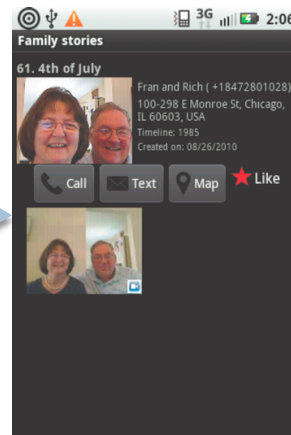 3G 2:06
Family stories
61. 4th of July
Fran and Rich ( +18472801028)
100-298 E Monroe St, Chicago,
IL 60603, USA
Timeline: 1985
Created on: 08/26/2010
Call Text Map Like